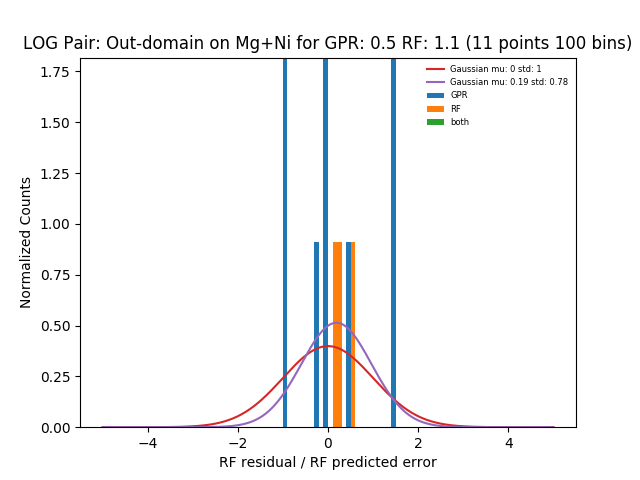 LOG Pair: Out-domain on Mg+Ni for GPR: 0.5 RF: 1.1 (11 points 100 bins)
Gaussian mu: 0 std: 1
Gaussian mu: 0.19 std: 0.78
GPR
RF
both
Normalized Counts
1.75
1.50
1.25
1.00
0.75
0.50
0.25
0.00
−4
−2
0
2
4
RF residual / RF predicted error